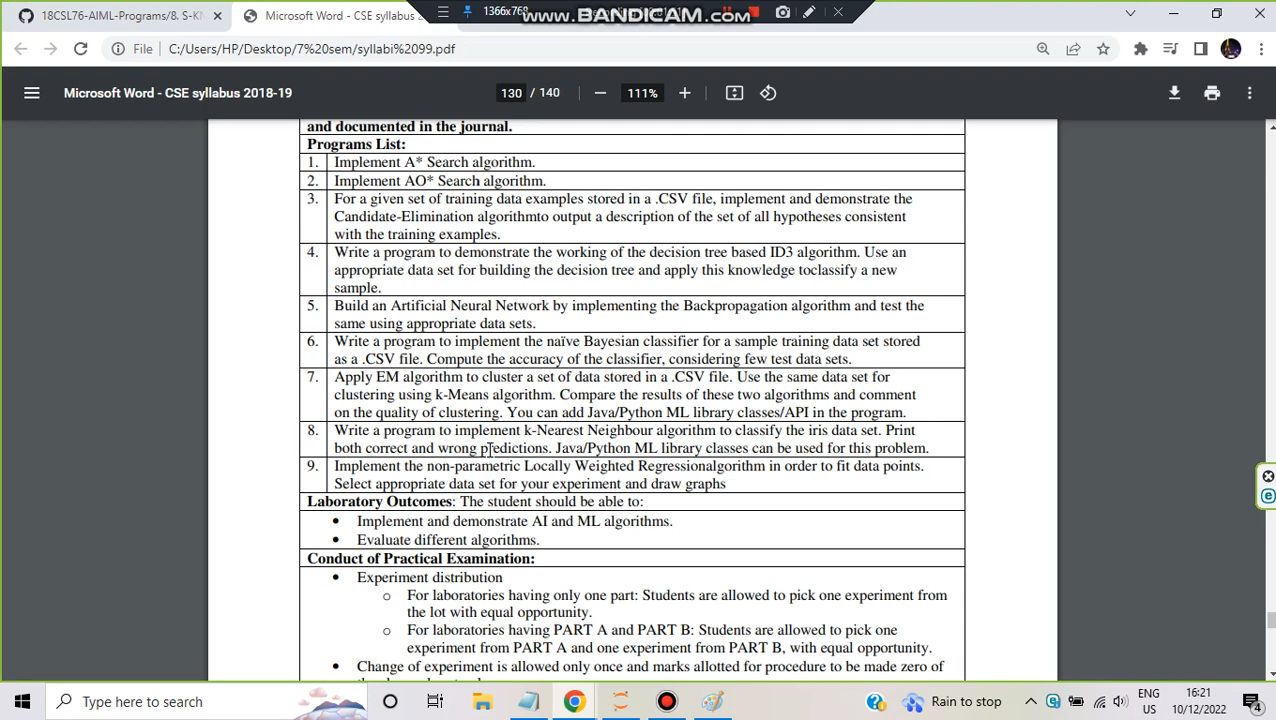 18CSL76-AIML-Programs/8 S-KN
Microsoft Word - CSE syllabus 2
1366x768
www.BANDICAM.com
File
C:/Users/HP/Desktop/7%20sem/syllabi%2099.pdf
Microsoft Word - CSE syllabus 2018-19
130 / 140
111%
and documented in the journal.
Programs List:
1. Implement A* Search algorithm.
2. Implement AO* Search algorithm.
3. For a given set of training data examples stored in a .CSV file, implement and demonstrate the
Candidate-Elimination algorithmto output a description of the set of all hypotheses consistent
with the training examples.
4. Write a program to demonstrate the working of the decision tree based ID3 algorithm. Use an
appropriate data set for building the decision tree and apply this knowledge toclassify a new
sample.
5. Build an Artificial Neural Network by implementing the Backpropagation algorithm and test the
same using appropriate data sets.
6. Write a program to implement the naïve Bayesian classifier for a sample training data set stored
as a .CSV file. Compute the accuracy of the classifier, considering few test data sets.
7. Apply EM algorithm to cluster a set of data stored in a .CSV file. Use the same data set for
clustering using k-Means algorithm. Compare the results of these two algorithms and comment
on the quality of clustering. You can add Java/Python ML library classes/API in the program.
8. Write a program to implement k-Nearest Neighbour algorithm to classify the iris data set. Print
both correct and wrong predictions. Java/Python ML library classes can be used for this problem.
9. Implement the non-parametric Locally Weighted Regressionalgorithm in order to fit data points.
Select appropriate data set for your experiment and draw graphs
Laboratory Outcomes: The student should be able to:
• Implement and demonstrate AI and ML algorithms.
• Evaluate different algorithms.
Conduct of Practical Examination:
• Experiment distribution
o For laboratories having only one part: Students are allowed to pick one experiment from
the lot with equal opportunity.
o For laboratories having PART A and PART B: Students are allowed to pick one
experiment from PART A and one experiment from PART B, with equal opportunity.
• Change of experiment is allowed only once and marks allotted for procedure to be made zero of
Type here to search
Rain to stop
ENG
US
16:21
10/12/2022
4